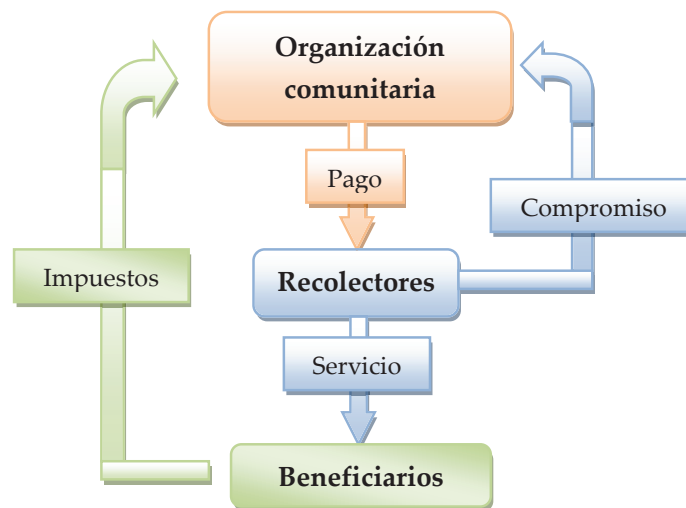 Organización
comunitaria
Pago
Compromiso
Impuestos
Recolectores
Servicio
Beneficiarios